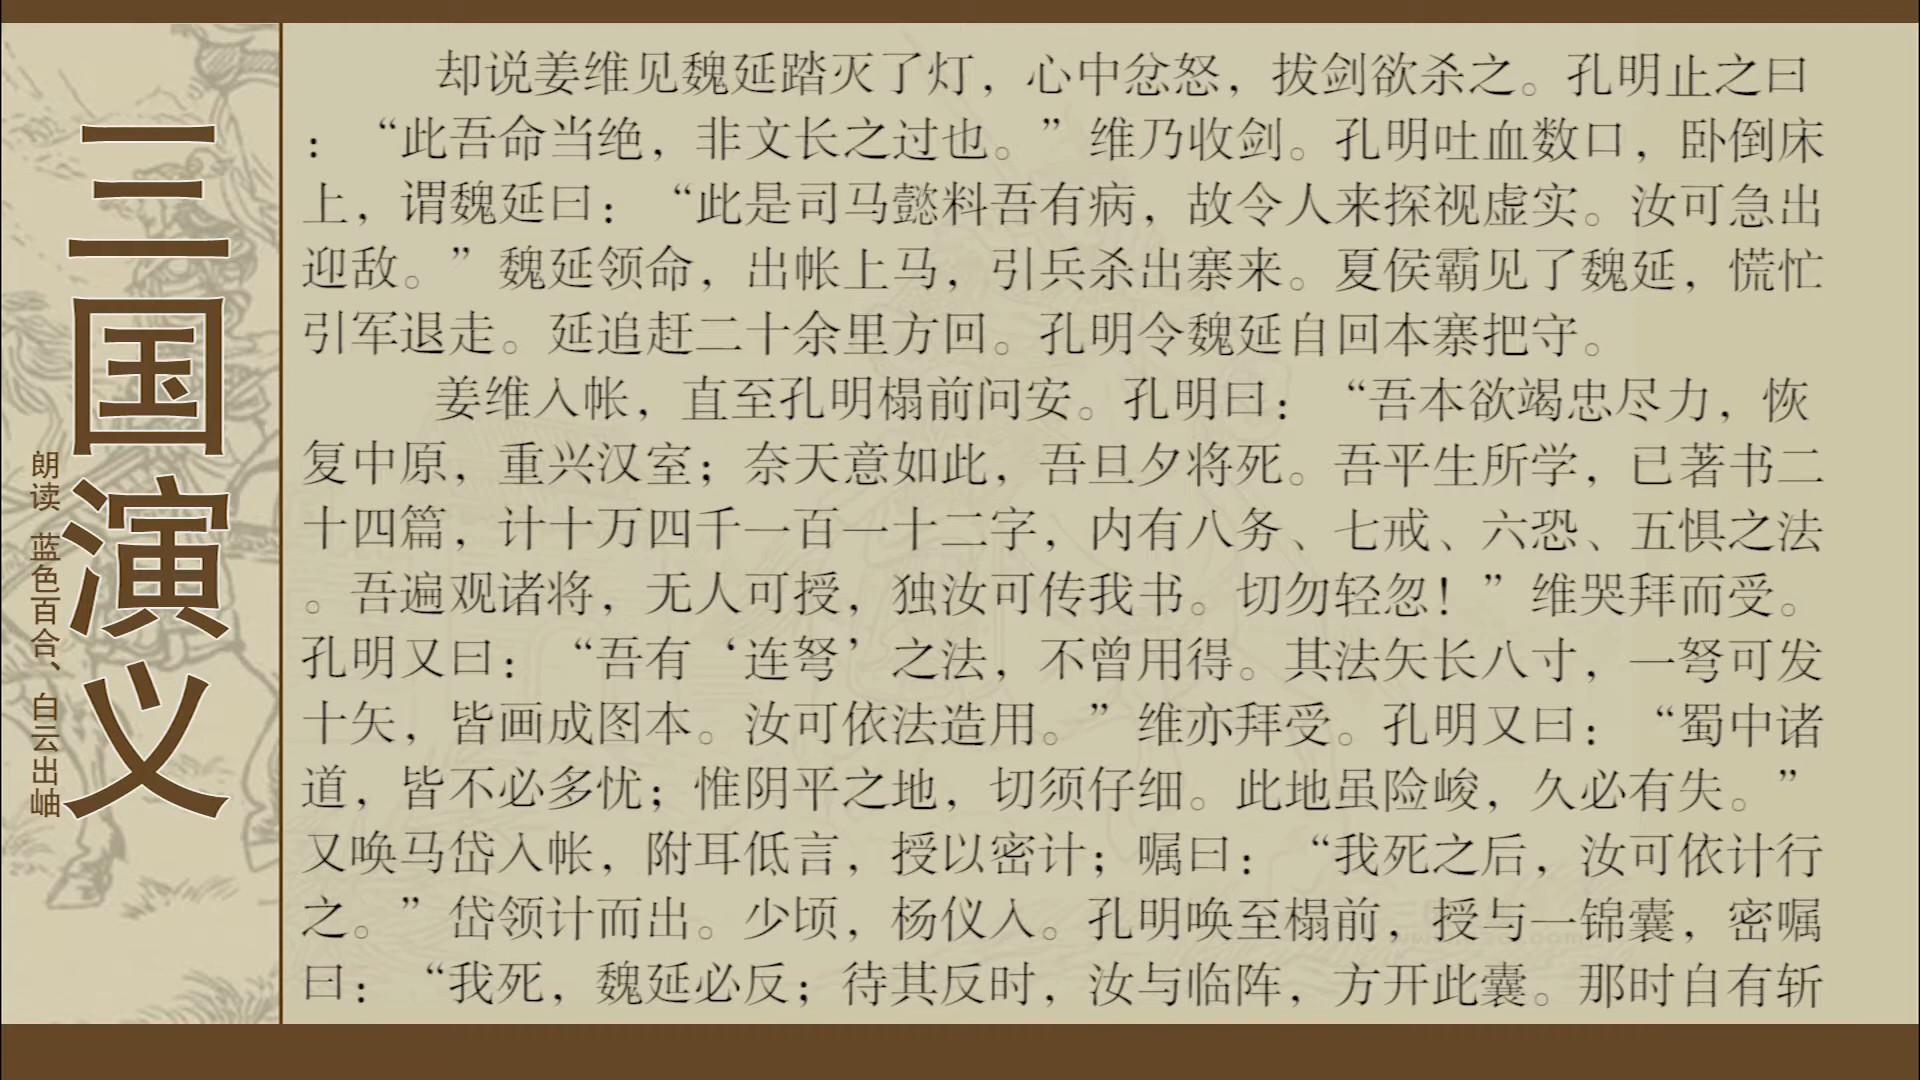 三国演义
朗读 蓝色百合、白云出岫
却说姜维见魏延踏灭了灯，心中忿怒，拔剑欲杀之。孔明止之曰
：“此吾命当绝，非文长之过也。”维乃收剑。孔明吐血数口，卧倒床
上，谓魏延曰：“此是司马懿料吾有病，故令人来探视虚实。汝可急出
迎敌。”魏延领命，出帐上马，引兵杀出寨来。夏侯霸见了魏延，慌忙
引军退走。延追赶二十余里方回。孔明令魏延自回本寨把守。
姜维入帐，直至孔明榻前问安。孔明曰：“吾本欲竭忠尽力，恢
复中原，重兴汉室；奈天意如此，吾旦夕将死。吾平生所学，已著书二
十四篇，计十万四千一百一十二字，内有八务、七戒、六恐、五惧之法
。吾遍观诸将，无人可授，独汝可传我书。切勿轻忽！”维哭拜而受。
孔明又曰：“吾有‘连弩’之法，不曾用得。其法矢长八寸，一弩可发
十矢，皆画成图本。汝可依法造用。”维亦拜受。孔明又曰：“蜀中诸
道，皆不必多忧；惟阴平之地，切须仔细。此地虽险峻，久必有失。”
又唤马岱入帐，附耳低言，授以密计；嘱曰：“我死之后，汝可依计行
之。”岱领计而出。少顷，杨仪入。孔明唤至榻前，授与一锦囊，密嘱
曰：“我死，魏延必反；待其反时，汝与临阵，方开此囊。那时自有斩